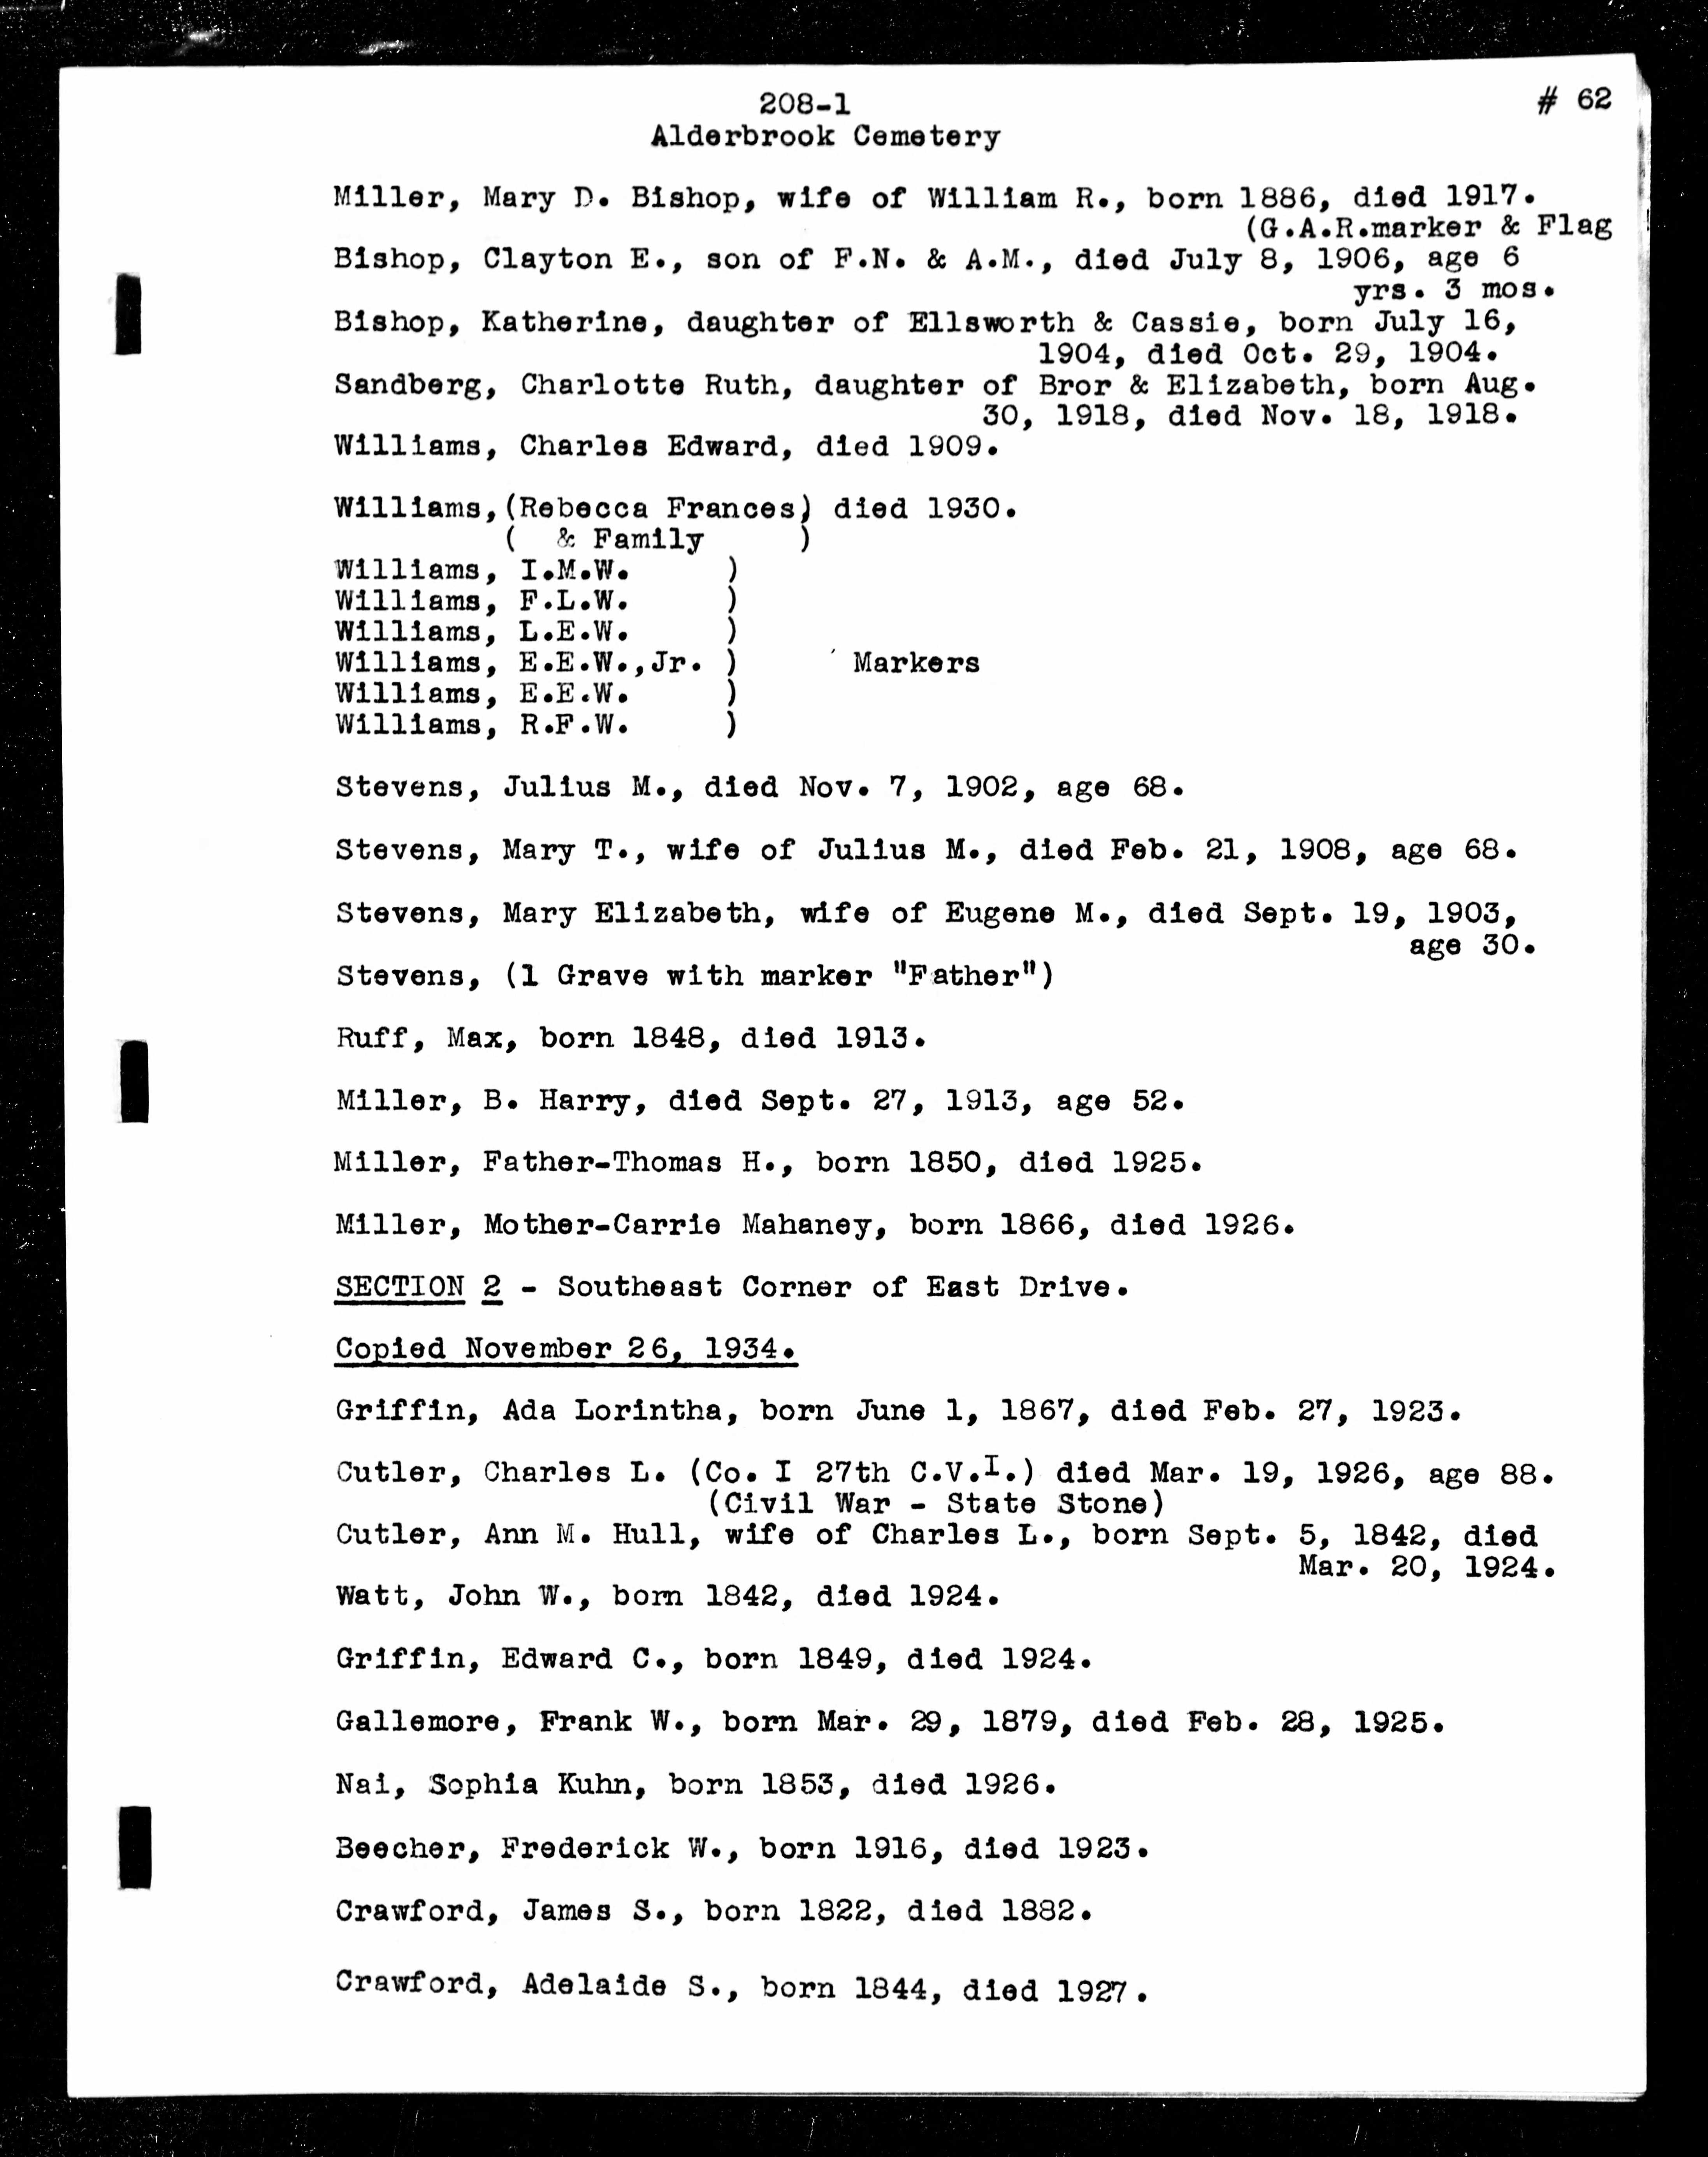 208-1
# 62
Alderbrook Cemetery
Miller, Mary D. Bishop, wife of William R., born 1886, died 1917.
(G.A.R.marker & Flag
Bishop, Clayton E., son of F.N. & A.M., died July 8, 1906, age 6
yrs. 3 mos.
Bishop, Katherine, daughter of Ellsworth & Cassie, born July 16,
1904, died Oct. 29, 1904.
Sandberg, Charlotte Ruth, daughter of Bror & Elizabeth, born Aug.
30, 1918, died Nov. 18, 1918.
Williams, Charles Edward, died 1909.
Williams,(Rebecca Frances) died 1930.
( & Family )
Williams, I.M.W. )
Williams, F.L.W. )
Williams, L.E.W. )
Williams, E.E.W.,Jr. ) Markers
Williams, E.E.W. )
Williams, R.F.W. )
Stevens, Julius M., died Nov. 7, 1902, age 68.
Stevens, Mary T., wife of Julius M., died Feb. 21, 1908, age 68.
Stevens, Mary Elizabeth, wife of Eugene M., died Sept. 19, 1903,
age 30.
Stevens, (1 Grave with marker "Father")
Ruff, Max, born 1848, died 1913.
Miller, B. Harry, died Sept. 27, 1913, age 52.
Miller, Father-Thomas H., born 1850, died 1925.
Miller, Mother-Carrie Mahaney, born 1866, died 1926.
SECTION 2 - Southeast Corner of East Drive.
Copied November 26, 1934.
Griffin, Ada Lorintha, born June 1, 1867, died Feb. 27, 1923.
Cutler, Charles L. (Co. I 27th C.V.I.) died Mar. 19, 1926, age 88.
(Civil War - State Stone)
Cutler, Ann M. Hull, wife of Charles L., born Sept. 5, 1842, died
Mar. 20, 1924.
Watt, John W., born 1842, died 1924.
Griffin, Edward C., born 1849, died 1924.
Gallemore, Frank W., born Mar. 29, 1879, died Feb. 28, 1925.
Nai, Sophia Kuhn, born 1853, died 1926.
Beecher, Frederick W., born 1916, died 1923.
Crawford, James S., born 1822, died 1882.
Crawford, Adelaide S., born 1844, died 1927.